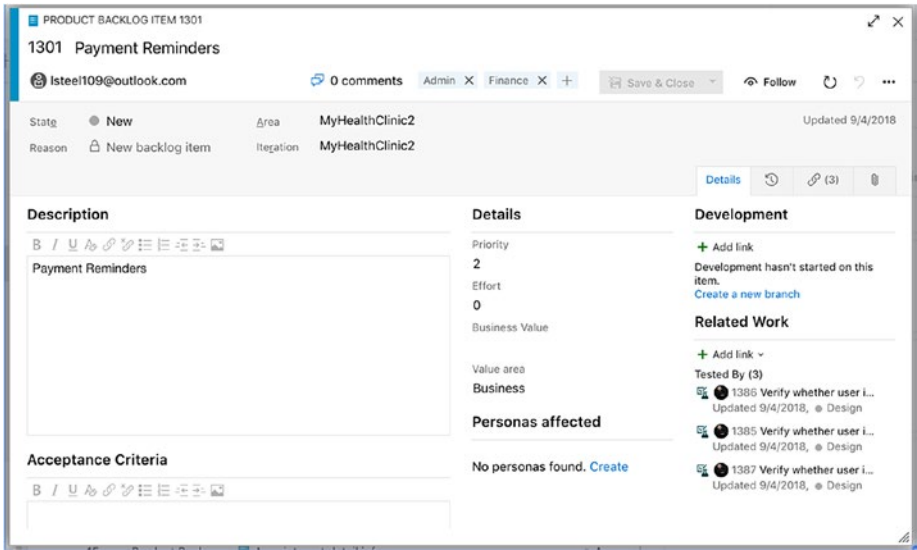 PRODUCT BACKLOG ITEM 1301
1301 Payment Reminders
lsteel109@outlook.com 0 comments Admin Finance Save & Close Follow
State New Area MyHealthClinic2 Updated 9/4/2018
Reason New backlog item Iteration MyHealthClinic2
Details (3)
Description
B I U
Payment Reminders
Acceptance Criteria
B I U
Details
Priority
2
Effort
0
Business Value
Value area
Business
Personas affected
No personas found. Create
Development
+ Add link
Development hasn't started on this
item.
Create a new branch
Related Work
+ Add link
Tested By (3)
1386 Verify whether user i...
Updated 9/4/2018, Design
1385 Verify whether user i...
Updated 9/4/2018, Design
1387 Verify whether user i...
Updated 9/4/2018, Design